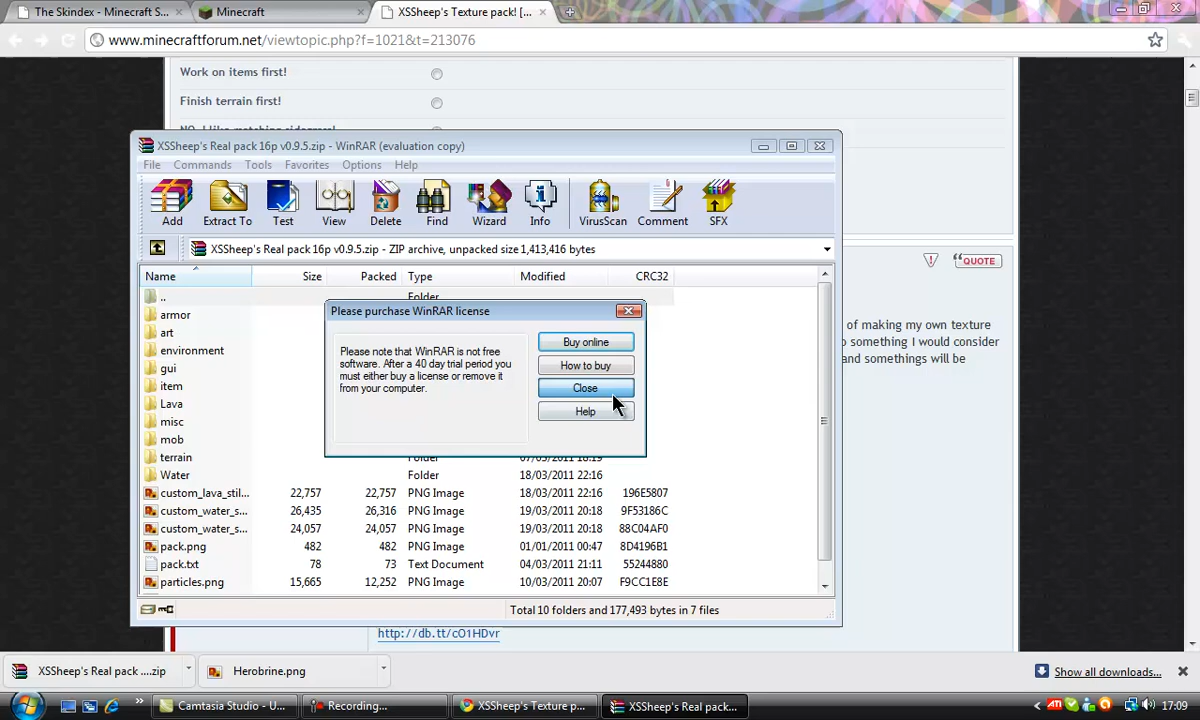 The Skindex - Minecraft S...
Minecraft
XSSheep's Texture pack! [...
www.minecraftforum.net/viewtopic.php?f=1021&t=213076
Work on items first!
Finish terrain first!
XSSheep's Real pack 16p v0.9.5.zip - WinRAR (evaluation copy)
File Commands Tools Favorites Options Help
Add Extract To Test View Delete Find Wizard Info VirusScan Comment SFX
XSSheep's Real pack 16p v0.9.5.zip - ZIP archive, unpacked size 1,413,416 bytes
QUOTE
Name Size Packed Type Modified CRC32
.. Folder
armor
art
environment
gui
item
Lava
misc
mob
terrain Folder 07/03/2011 18:19
Water Folder 18/03/2011 22:16
custom_lava_stil... 22,757 22,757 PNG Image 18/03/2011 22:16 196E5807
custom_water_s... 26,435 26,316 PNG Image 19/03/2011 20:18 9F53186C
custom_water_s... 24,057 24,057 PNG Image 19/03/2011 20:18 88C04AF0
pack.png 482 482 PNG Image 01/01/2011 00:47 8D4196B1
pack.txt 78 73 Text Document 04/03/2011 21:11 55244880
particles.png 15,665 12,252 PNG Image 10/03/2011 20:07 F9CC1E8E
Total 10 folders and 177,493 bytes in 7 files
Please purchase WinRAR license
Please note that WinRAR is not free
software. After a 40 day trial period you
must either buy a license or remove it
from your computer.
Buy online
How to buy
Close
Help
of making my own texture
so I would consider
and things will be
http://db.tt/cO1HDvr
XSSheep's Real pack ....zip
Herobrine.png
Show all downloads...
Camtasia Studio - U...
Recording...
XSSheep's Texture p...
XSSheep's Real pack...
17:09